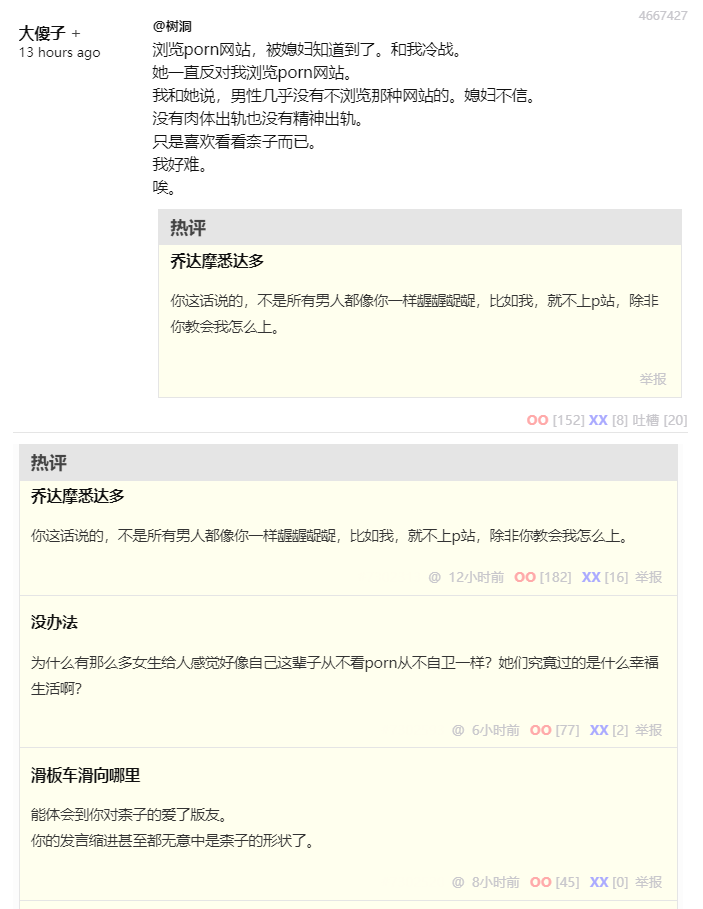 4667427
大傻子 +
13 hours ago
@树洞
浏览porn网站，被媳妇知道到了。和我冷战。
她一直反对我浏览porn网站。
我和她说，男性几乎没有不浏览那种网站的。媳妇不信。
没有肉体出轨也没有精神出轨。
只是喜欢看看柰子而已。
我好难。
唉。
热评
乔达摩悉达多
你这话说的，不是所有男人都像你一样龌龌龊龊，比如我，就不上p站，除非
你教会我怎么上。
举报
OO [152] XX [8] 吐槽 [20]
热评
乔达摩悉达多
你这话说的，不是所有男人都像你一样龌龌龊龊，比如我，就不上p站，除非你教会我怎么上。
@ 12小时前 OO [182] XX [16] 举报
没办法
为什么有那么多女生给人感觉好像自己这辈子从不看porn从不自卫一样？她们究竟过的是什么幸福
生活啊？
@ 6小时前 OO [77] XX [2] 举报
滑板车滑向哪里
能体会到你对柰子的爱了版友。
你的发言缩进甚至都无意中是柰子的形状了。
@ 8小时前 OO [45] XX [0] 举报